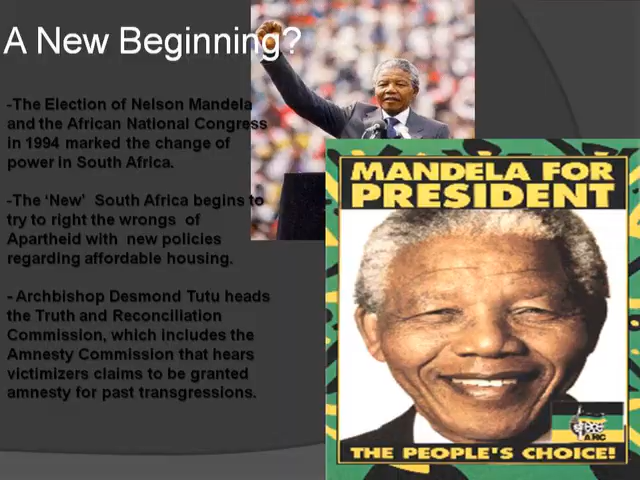 A New Beginning?
-The Election of Nelson Mandela
and the African National Congress
in 1994 marked the change of
power in South Africa.
-The ‘New’  South Africa begins to
try to right the wrongs  of
Apartheid with  new policies
regarding affordable housing.
- Archbishop Desmond Tutu heads
the Truth and Reconciliation
Commission, which includes the
Amnesty Commission that hears
victimizers claims to be granted
amnesty for past transgressions.
MANDELA FOR
PRESIDENT
ANC
THE PEOPLE'S CHOICE!